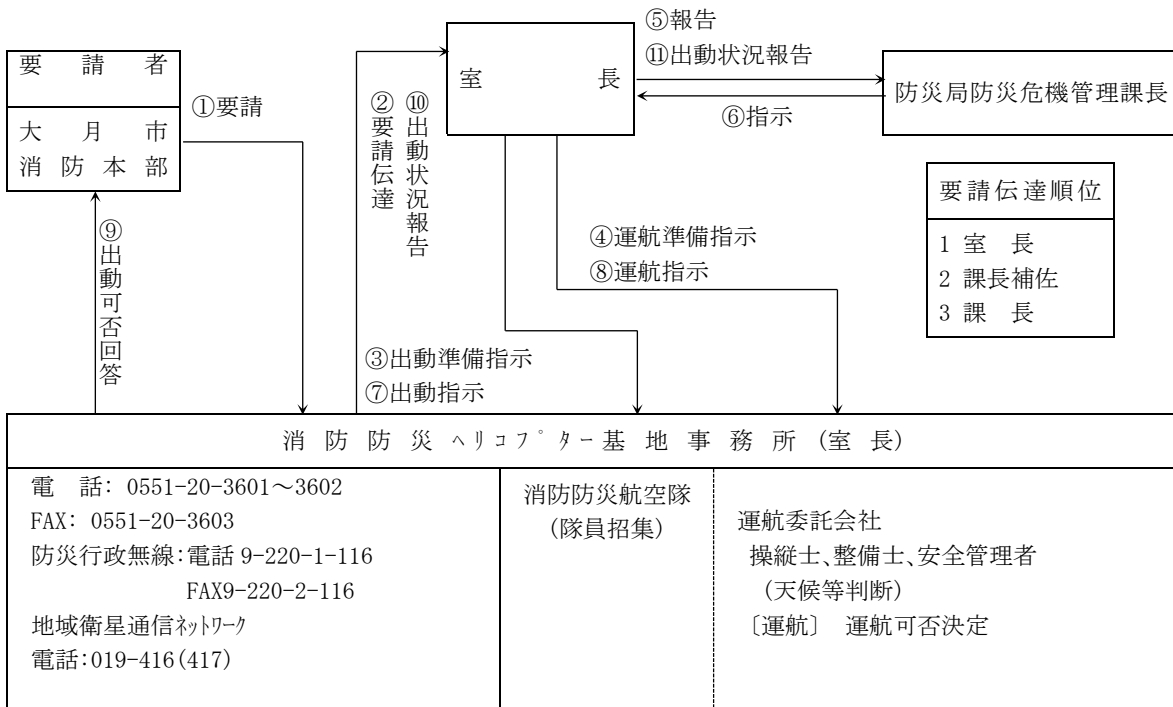 要請者
大月市
消防本部
①要請
②要請伝達
⑩出動状況報告
室長
⑤報告
⑪出動状況報告
⑥指示
防災局防災危機管理課長
要請伝達順位
1 室 長
2 課長補佐
3 課 長
④運航準備指示
⑧運航指示
⑨出動可否回答
③出動準備指示
⑦出動指示
消防防災ヘリコプター基地事務所(室長)
電 話: 0551-20-3601～3602
FAX: 0551-20-3603
防災行政無線:電話 9-220-1-116
FAX9-220-2-116
地域衛星通信ネットワーク
電話:019-416(417)
消防防災航空隊
(隊員招集)
運航委託会社
操縦士、整備士、安全管理者
(天候等判断)
〔運航〕 運航可否決定